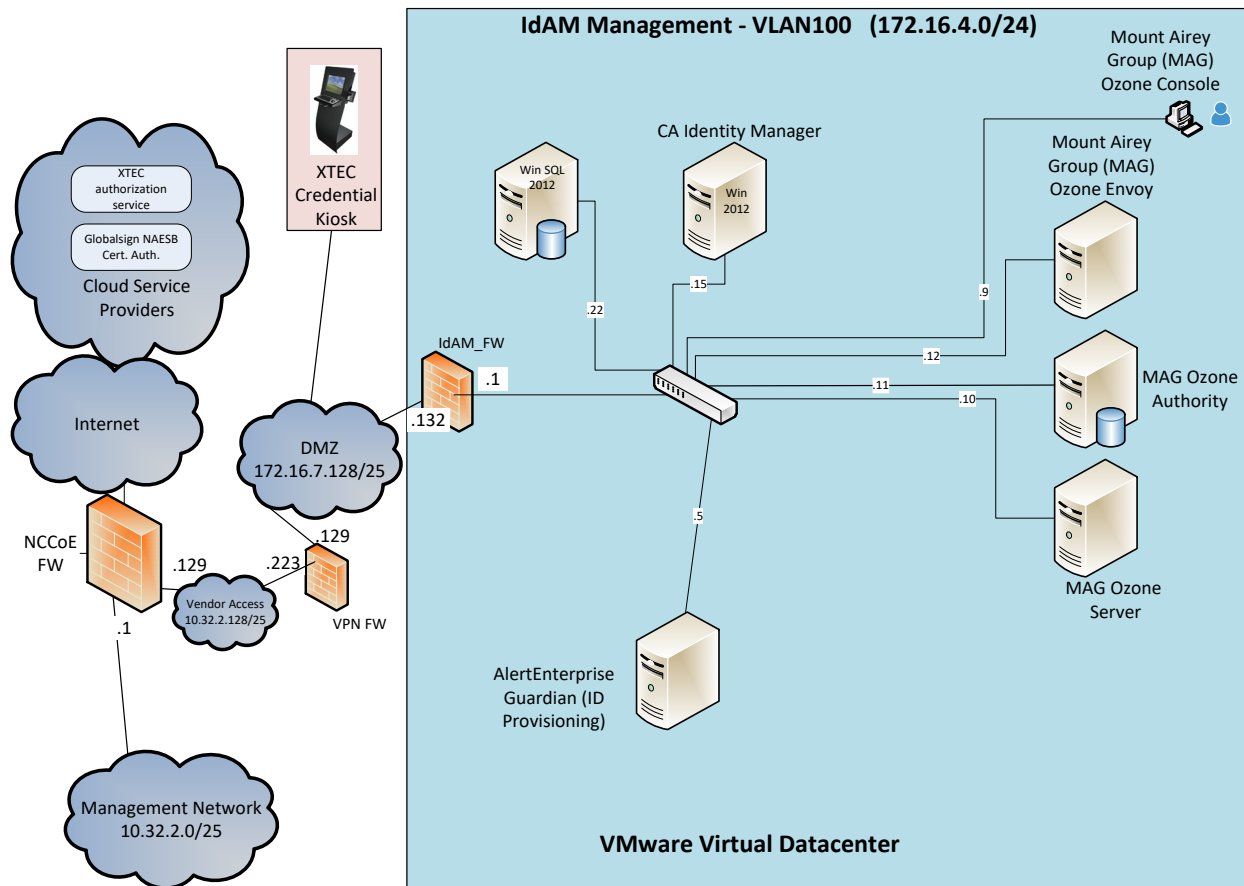 IdAM Management - VLAN100 (172.16.4.0/24)
Mount Airey
Group (MAG)
Ozone Console
XTEC
authorization
service
Globalsign NAESB
Cert. Auth.
Cloud Service
Providers
XTEC
Credential
Kiosk
Win SQL
2012
CA Identity Manager
Win
2012
Mount Airey
Group (MAG)
Ozone Envoy
.22
.15
.9
.12
.11
.10
.5
IdAM_FW
.1
.132
MAG Ozone
Authority
Internet
DMZ
172.16.7.128/25
NCCoE
FW
.129
.223
.129
Vendor Access
10.32.2.128/25
VPN FW
.1
MAG Ozone
Server
AlertEnterprise
Guardian (ID
Provisioning)
Management Network
10.32.2.0/25
VMware Virtual Datacenter